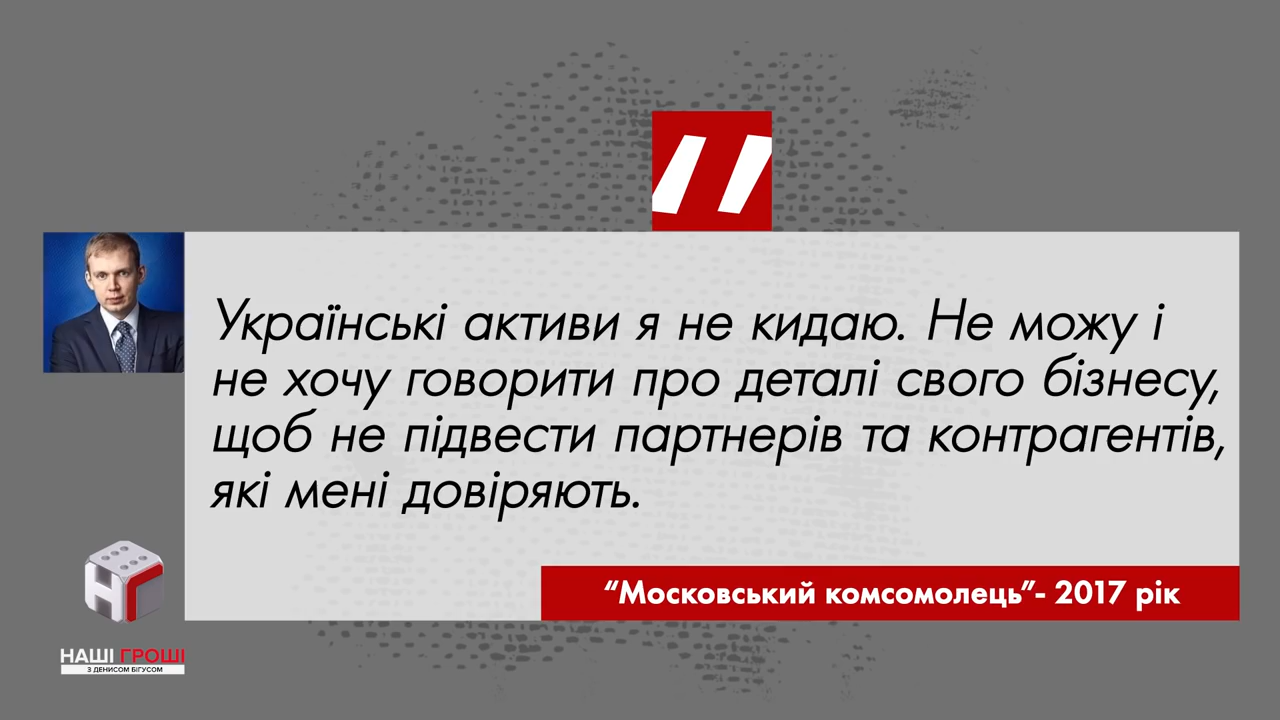 Українські активи я не кидаю. Не можу і
не хочу говорити про деталі свого бізнесу,
щоб не підвести партнерів та контрагентів,
які мені довіряють.
“Московський комсомолець”- 2017 рік
НАШІ ГРОШІ
З ДЕНИСОМ БІГУСОМ